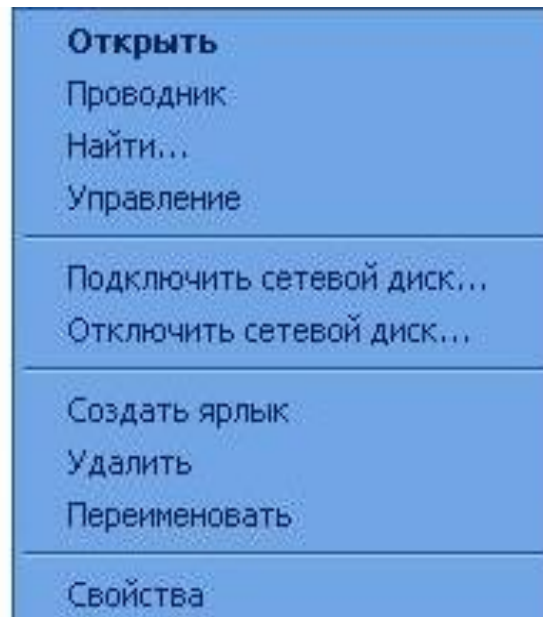 Открыть
Проводник
Найти...
Управление
Подключить сетевой диск...
Отключить сетевой диск...
Создать ярлык
Удалить
Переименовать
Свойства